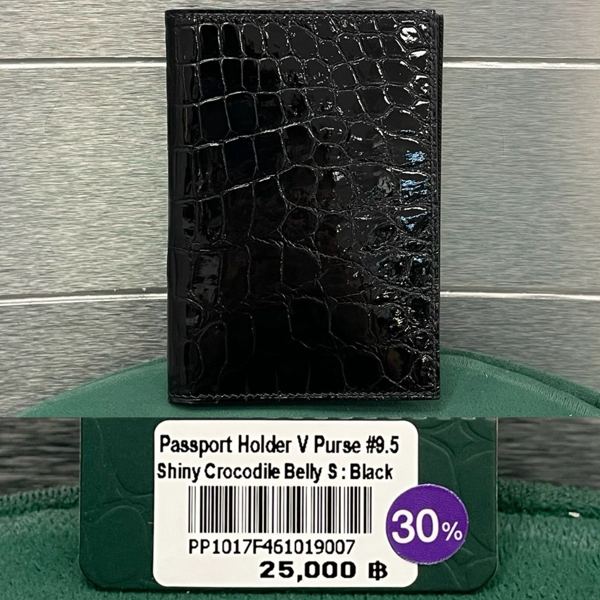 Passport Holder V Purse #9.5
Shiny Crocodile Belly S : Black
PP1017F461019007
25,000 ฿
30%